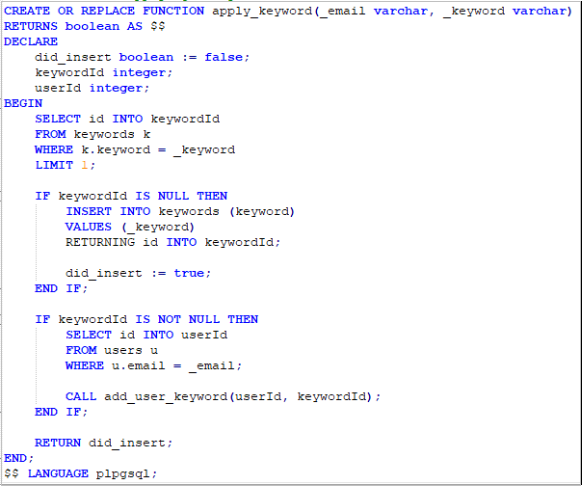 CREATE OR REPLACE FUNCTION apply_keyword(_email varchar, _keyword varchar)
RETURNS boolean AS $$
DECLARE
    did_insert boolean := false;
    keywordId integer;
    userId integer;
BEGIN
    SELECT id INTO keywordId
    FROM keywords k
    WHERE k.keyword = _keyword
    LIMIT 1;

    IF keywordId IS NULL THEN
        INSERT INTO keywords (keyword)
        VALUES (_keyword)
        RETURNING id INTO keywordId;

        did_insert := true;
    END IF;

    IF keywordId IS NOT NULL THEN
        SELECT id INTO userId
        FROM users u
        WHERE u.email = _email;

        CALL add_user_keyword(userId, keywordId);
    END IF;

    RETURN did_insert;
END;
$$ LANGUAGE plpgsql;